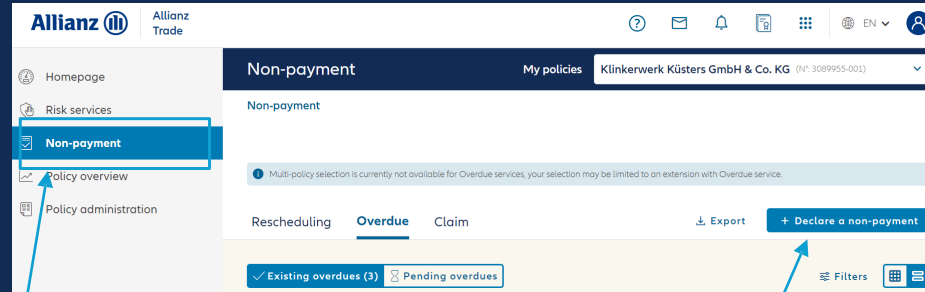 Allianz
Allianz
Trade
EN
Homepage
Risk services
Non-payment
Policy overview
Policy administration
Non-payment
My policies
Klinkerwerk Küsters GmbH & Co. KG (N°: 3089955-001)
Non-payment
Multi-policy selection is currently not available for Overdue services, your selection may be limited to an extension with Overdue service.
Rescheduling Overdue Claim
Export
+ Declare a non-payment
Existing overdues (3) Pending overdues
Filters